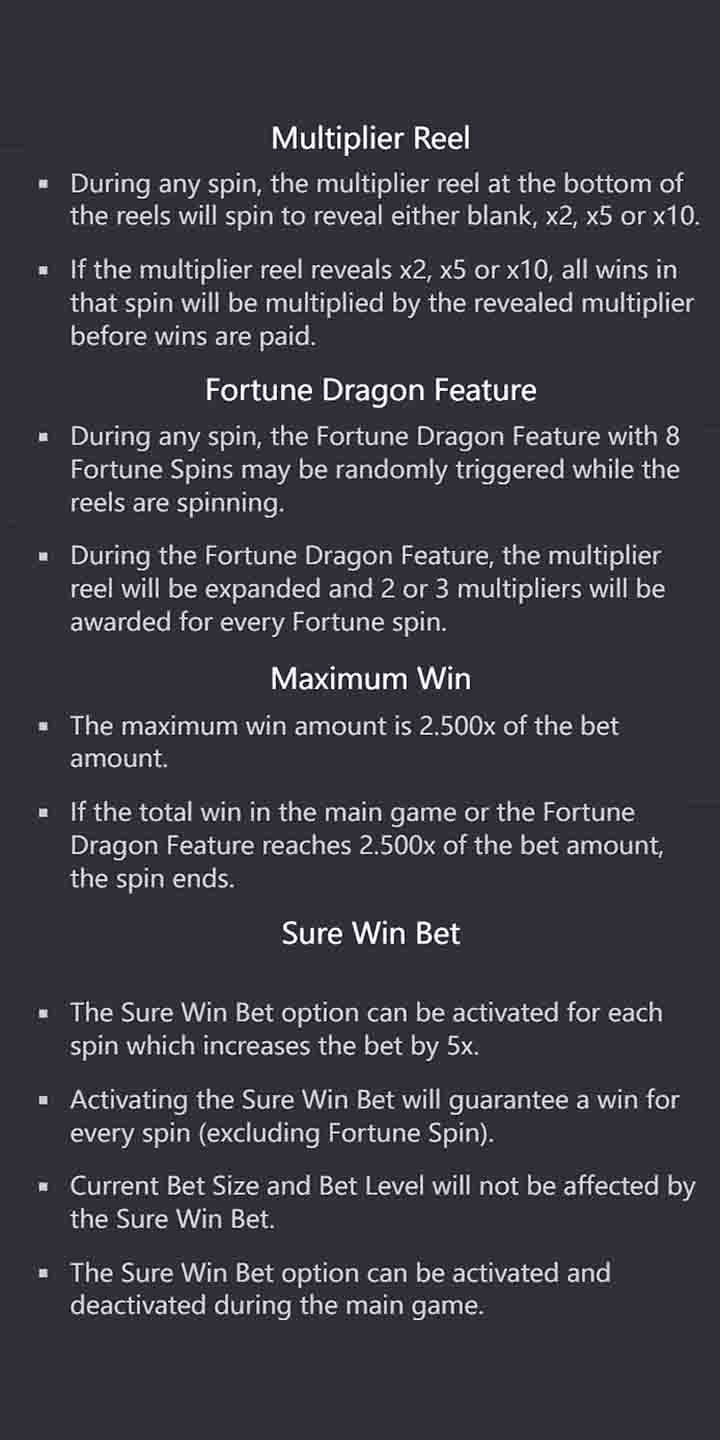 Multiplier Reel
▪ During any spin, the multiplier reel at the bottom of
the reels will spin to reveal either blank, x2, x5 or x10.
▪ If the multiplier reel reveals x2, x5 or x10, all wins in
that spin will be multiplied by the revealed multiplier
before wins are paid.
Fortune Dragon Feature
▪ During any spin, the Fortune Dragon Feature with 8
Fortune Spins may be randomly triggered while the
reels are spinning.
▪ During the Fortune Dragon Feature, the multiplier
reel will be expanded and 2 or 3 multipliers will be
awarded for every Fortune spin.
Maximum Win
▪ The maximum win amount is 2.500x of the bet
amount.
▪ If the total win in the main game or the Fortune
Dragon Feature reaches 2.500x of the bet amount,
the spin ends.
Sure Win Bet
▪ The Sure Win Bet option can be activated for each
spin which increases the bet by 5x.
▪ Activating the Sure Win Bet will guarantee a win for
every spin (excluding Fortune Spin).
▪ Current Bet Size and Bet Level will not be affected by
the Sure Win Bet.
▪ The Sure Win Bet option can be activated and
deactivated during the main game.